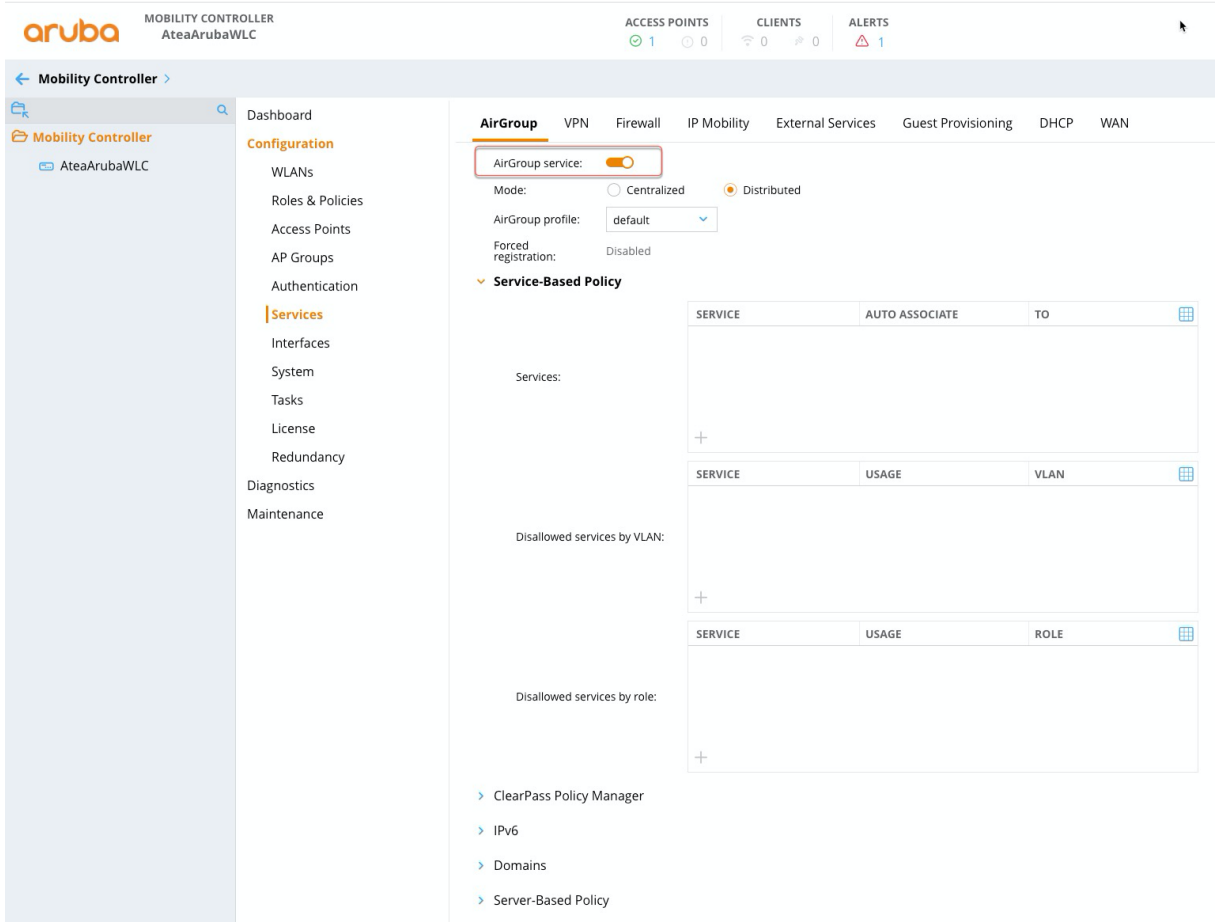 aruba
MOBILITY CONTROLLER
AteaArubaWLC
ACCESS POINTS
1 0
CLIENTS
0 0
ALERTS
1
Mobility Controller
Mobility Controller
AteaArubaWLC
Dashboard
Configuration
WLANs
Roles & Policies
Access Points
AP Groups
Authentication
Services
Interfaces
System
Tasks
License
Redundancy
Diagnostics
Maintenance
AirGroup VPN Firewall IP Mobility External Services Guest Provisioning DHCP WAN
AirGroup service:
Mode: Centralized Distributed
AirGroup profile: default
Forced
registration: Disabled
Service-Based Policy
SERVICE AUTO ASSOCIATE TO
Services:
SERVICE USAGE VLAN
Disallowed services by VLAN:
SERVICE USAGE ROLE
Disallowed services by role:
ClearPass Policy Manager
IPv6
Domains
Server-Based Policy